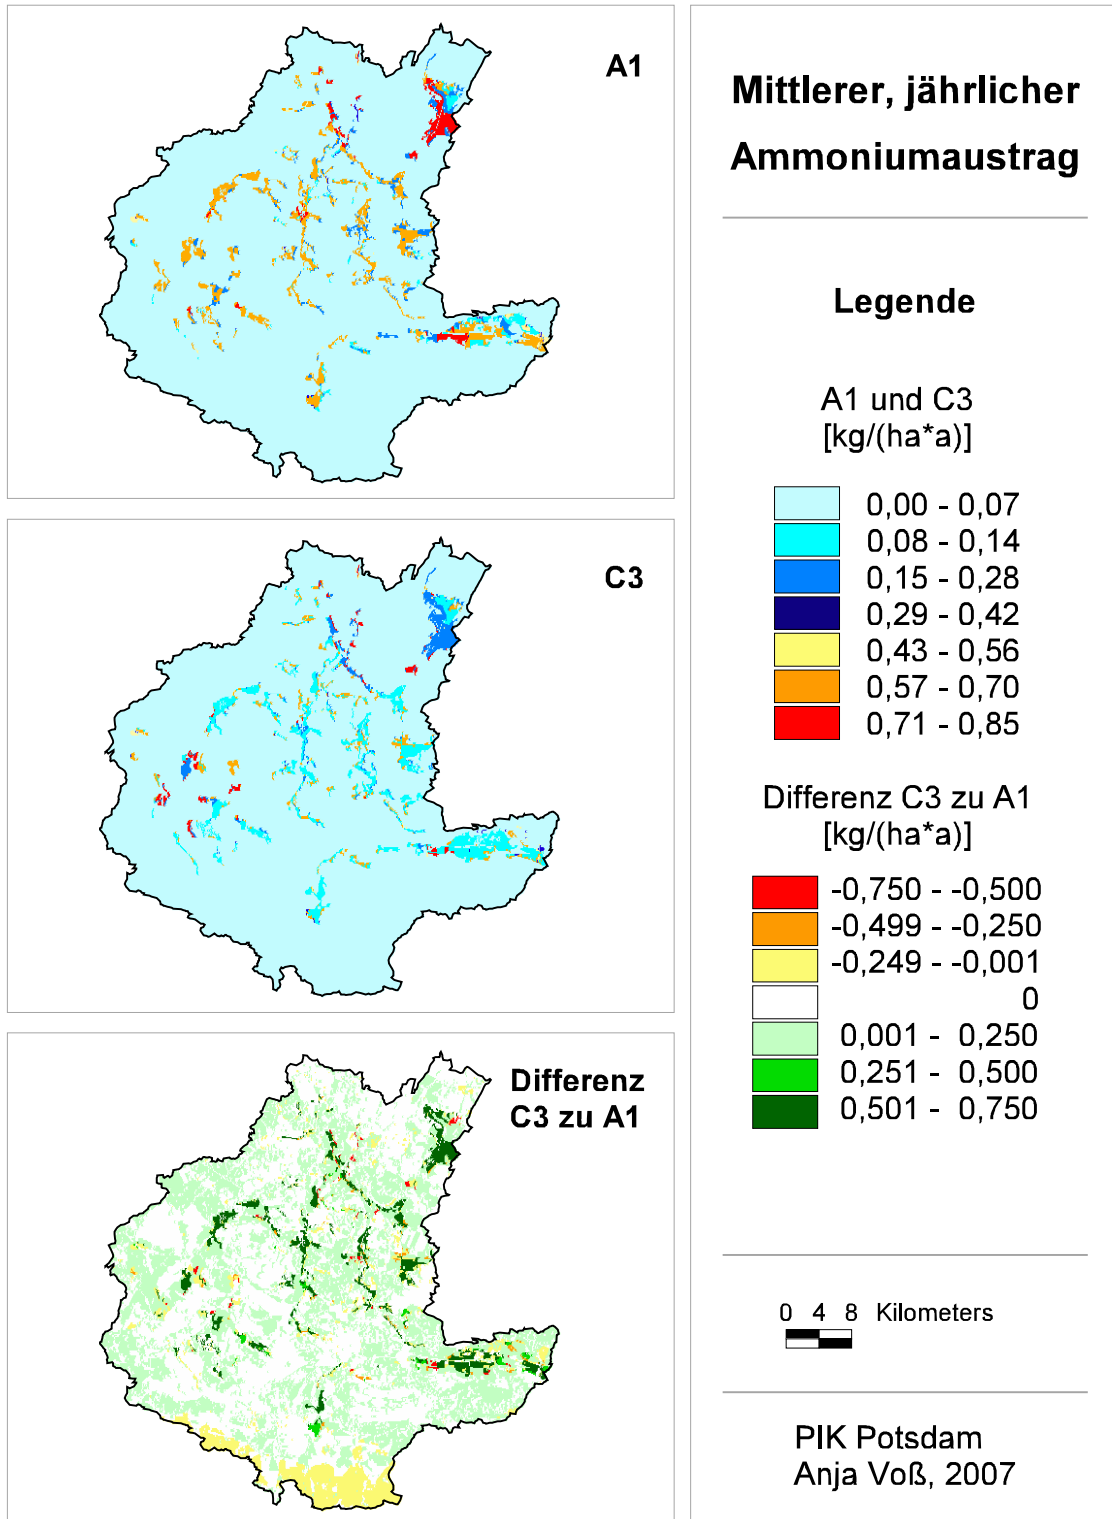 A1
C3
Differenz
C3 zu A1
Mittlerer, jährlicher
Ammoniumaustrag
Legende
A1 und C3
[kg/(ha*a)]
0,00 - 0,07
0,08 - 0,14
0,15 - 0,28
0,29 - 0,42
0,43 - 0,56
0,57 - 0,70
0,71 - 0,85
Differenz C3 zu A1
[kg/(ha*a)]
-0,750 - -0,500
-0,499 - -0,250
-0,249 - -0,001
0
0,001 - 0,250
0,251 - 0,500
0,501 - 0,750
0 4 8 Kilometers
PIK Potsdam
Anja Voß, 2007